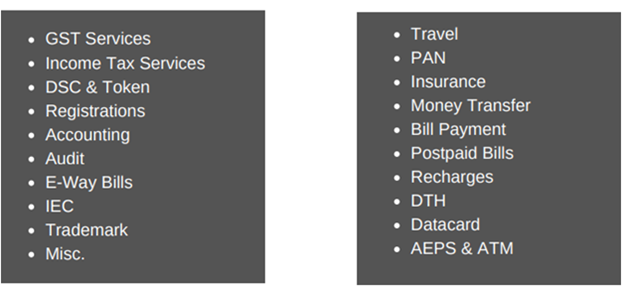 • GST Services
• Income Tax Services
• DSC & Token
• Registrations
• Accounting
• Audit
• E-Way Bills
• IEC
• Trademark
• Misc.
• Travel
• PAN
• Insurance
• Money Transfer
• Bill Payment
• Postpaid Bills
• Recharges
• DTH
• Datacard
• AEPS & ATM